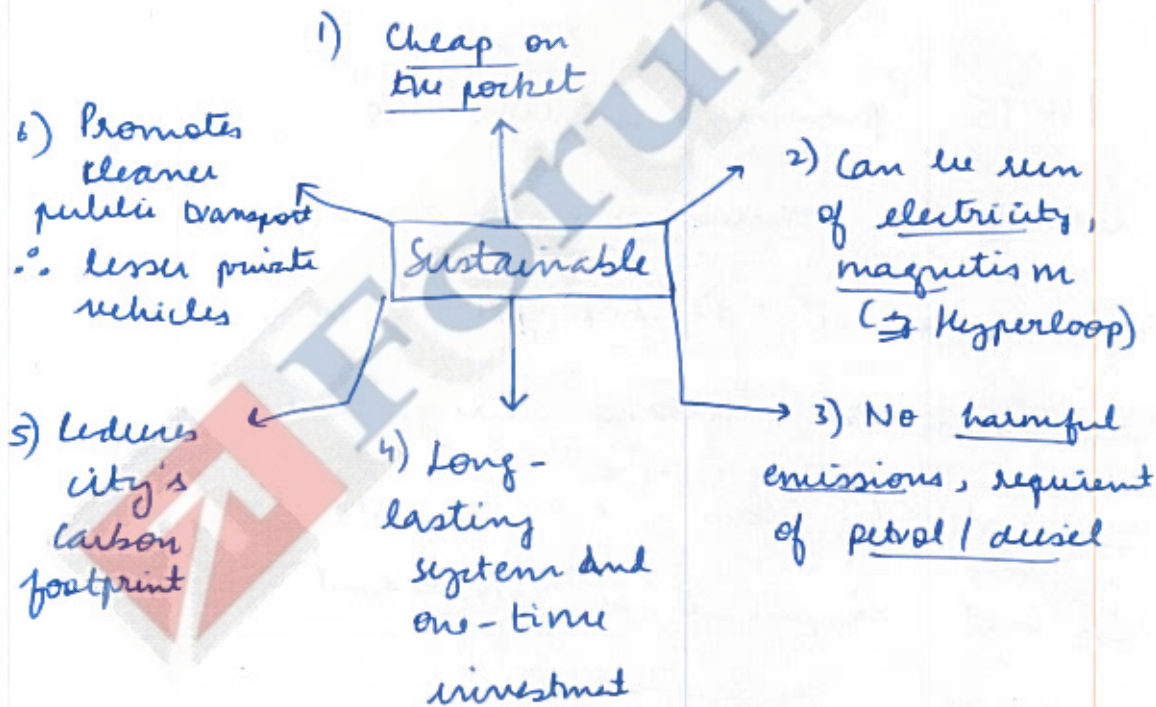 1) Cheap on
the pocket
6) Promotes
cleaner
public transport
∴ lesser private
vehicles
Sustainable
2) Can be run
of electricity,
magnetism
(⇒ Hyperloop)
3) No harmful
emissions, requirement
of petrol / diesel
4) Long-
lasting
system and
one-time
investment
5) Reduces
city's
carbon
footprint
Forum